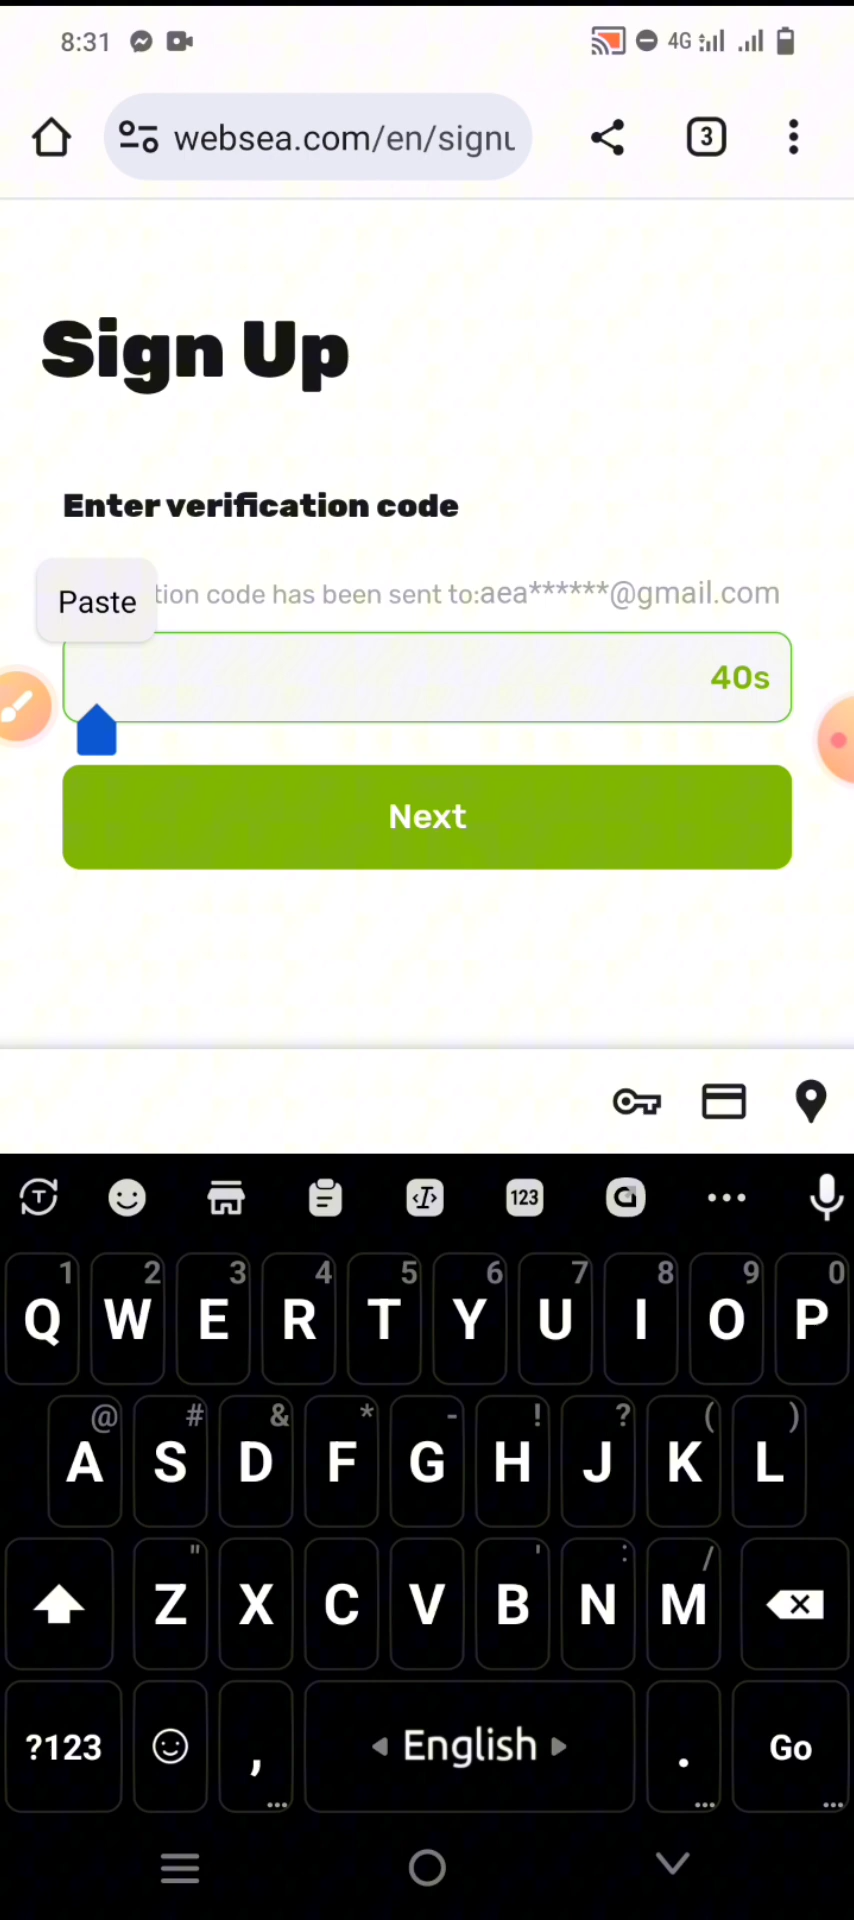 8:31 4G
websea.com/en/signu
3
Sign Up
Enter verification code
Paste
tion code has been sent to:aea******@gmail.com
40s
Next
T 123
1 2 3 4 5 6 7 8 9 0
Q W E R T Y U I O P
@ # & * - ! ? ( )
A S D F G H J K L
" ' : /
Z X C V B N M
?123 , English . Go